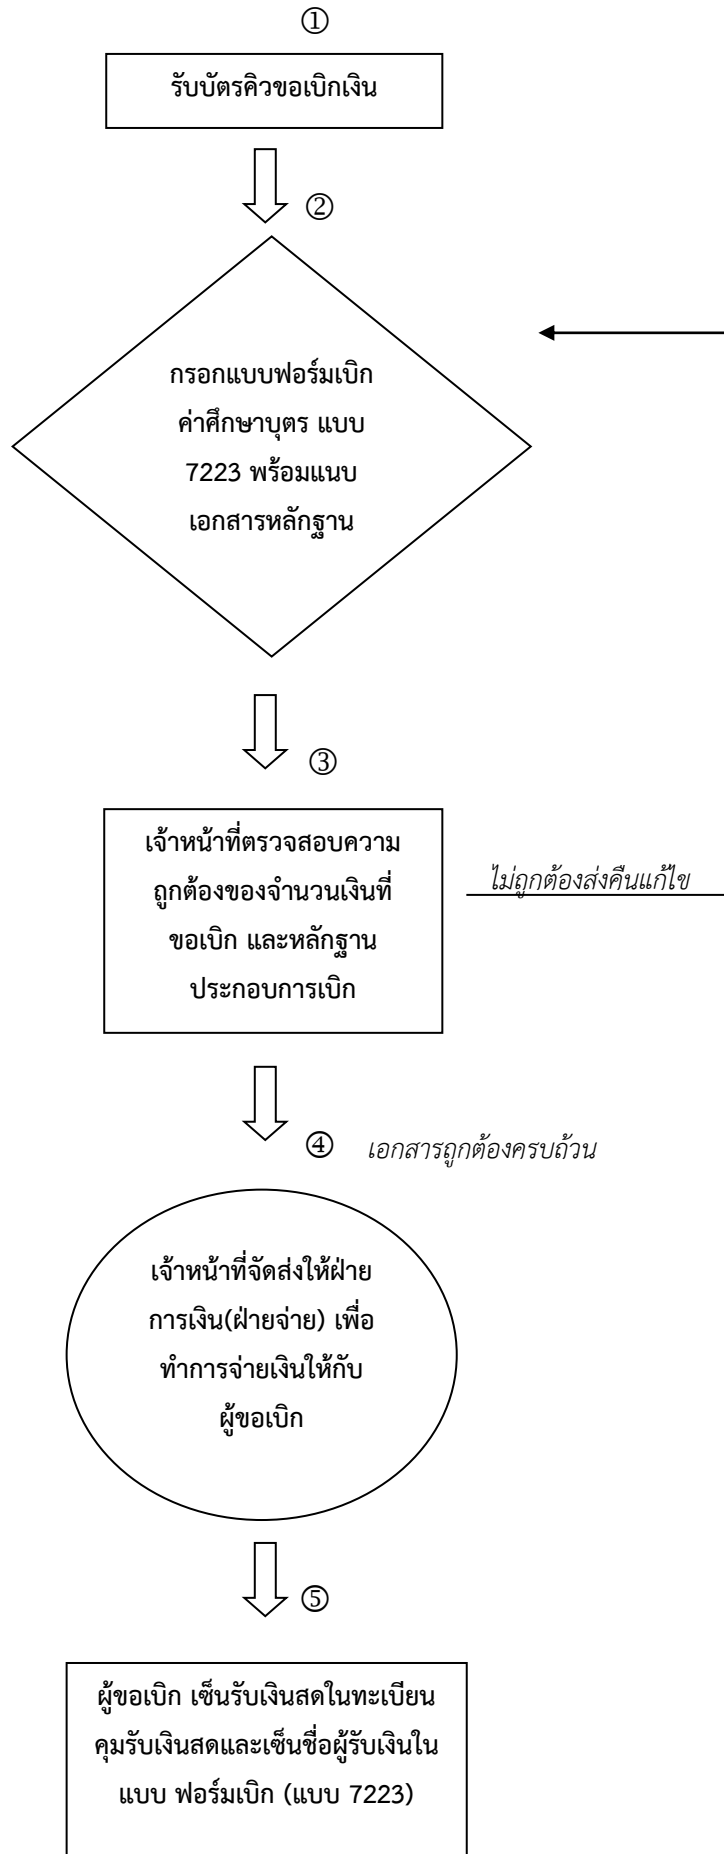 ①
รับบัตรคิวขอเบิกเงิน
②
กรอกแบบฟอร์มเบิก
ค่าศึกษาบุตร แบบ
7223 พร้อมแนบ
เอกสารหลักฐาน
③
เจ้าหน้าที่ตรวจสอบความ
ถูกต้องของจำนวนเงินที่
ขอเบิก และหลักฐาน
ประกอบการเบิก
ไม่ถูกต้องส่งคืนแก้ไข
④ เอกสารถูกต้องครบถ้วน
เจ้าหน้าที่จัดส่งให้ฝ่าย
การเงิน(ฝ่ายจ่าย) เพื่อ
ทำการจ่ายเงินให้กับ
ผู้ขอเบิก
⑤
ผู้ขอเบิก เซ็นรับเงินสดในทะเบียน
คุมรับเงินสดและเซ็นชื่อผู้รับเงินใน
แบบ ฟอร์มเบิก (แบบ 7223)